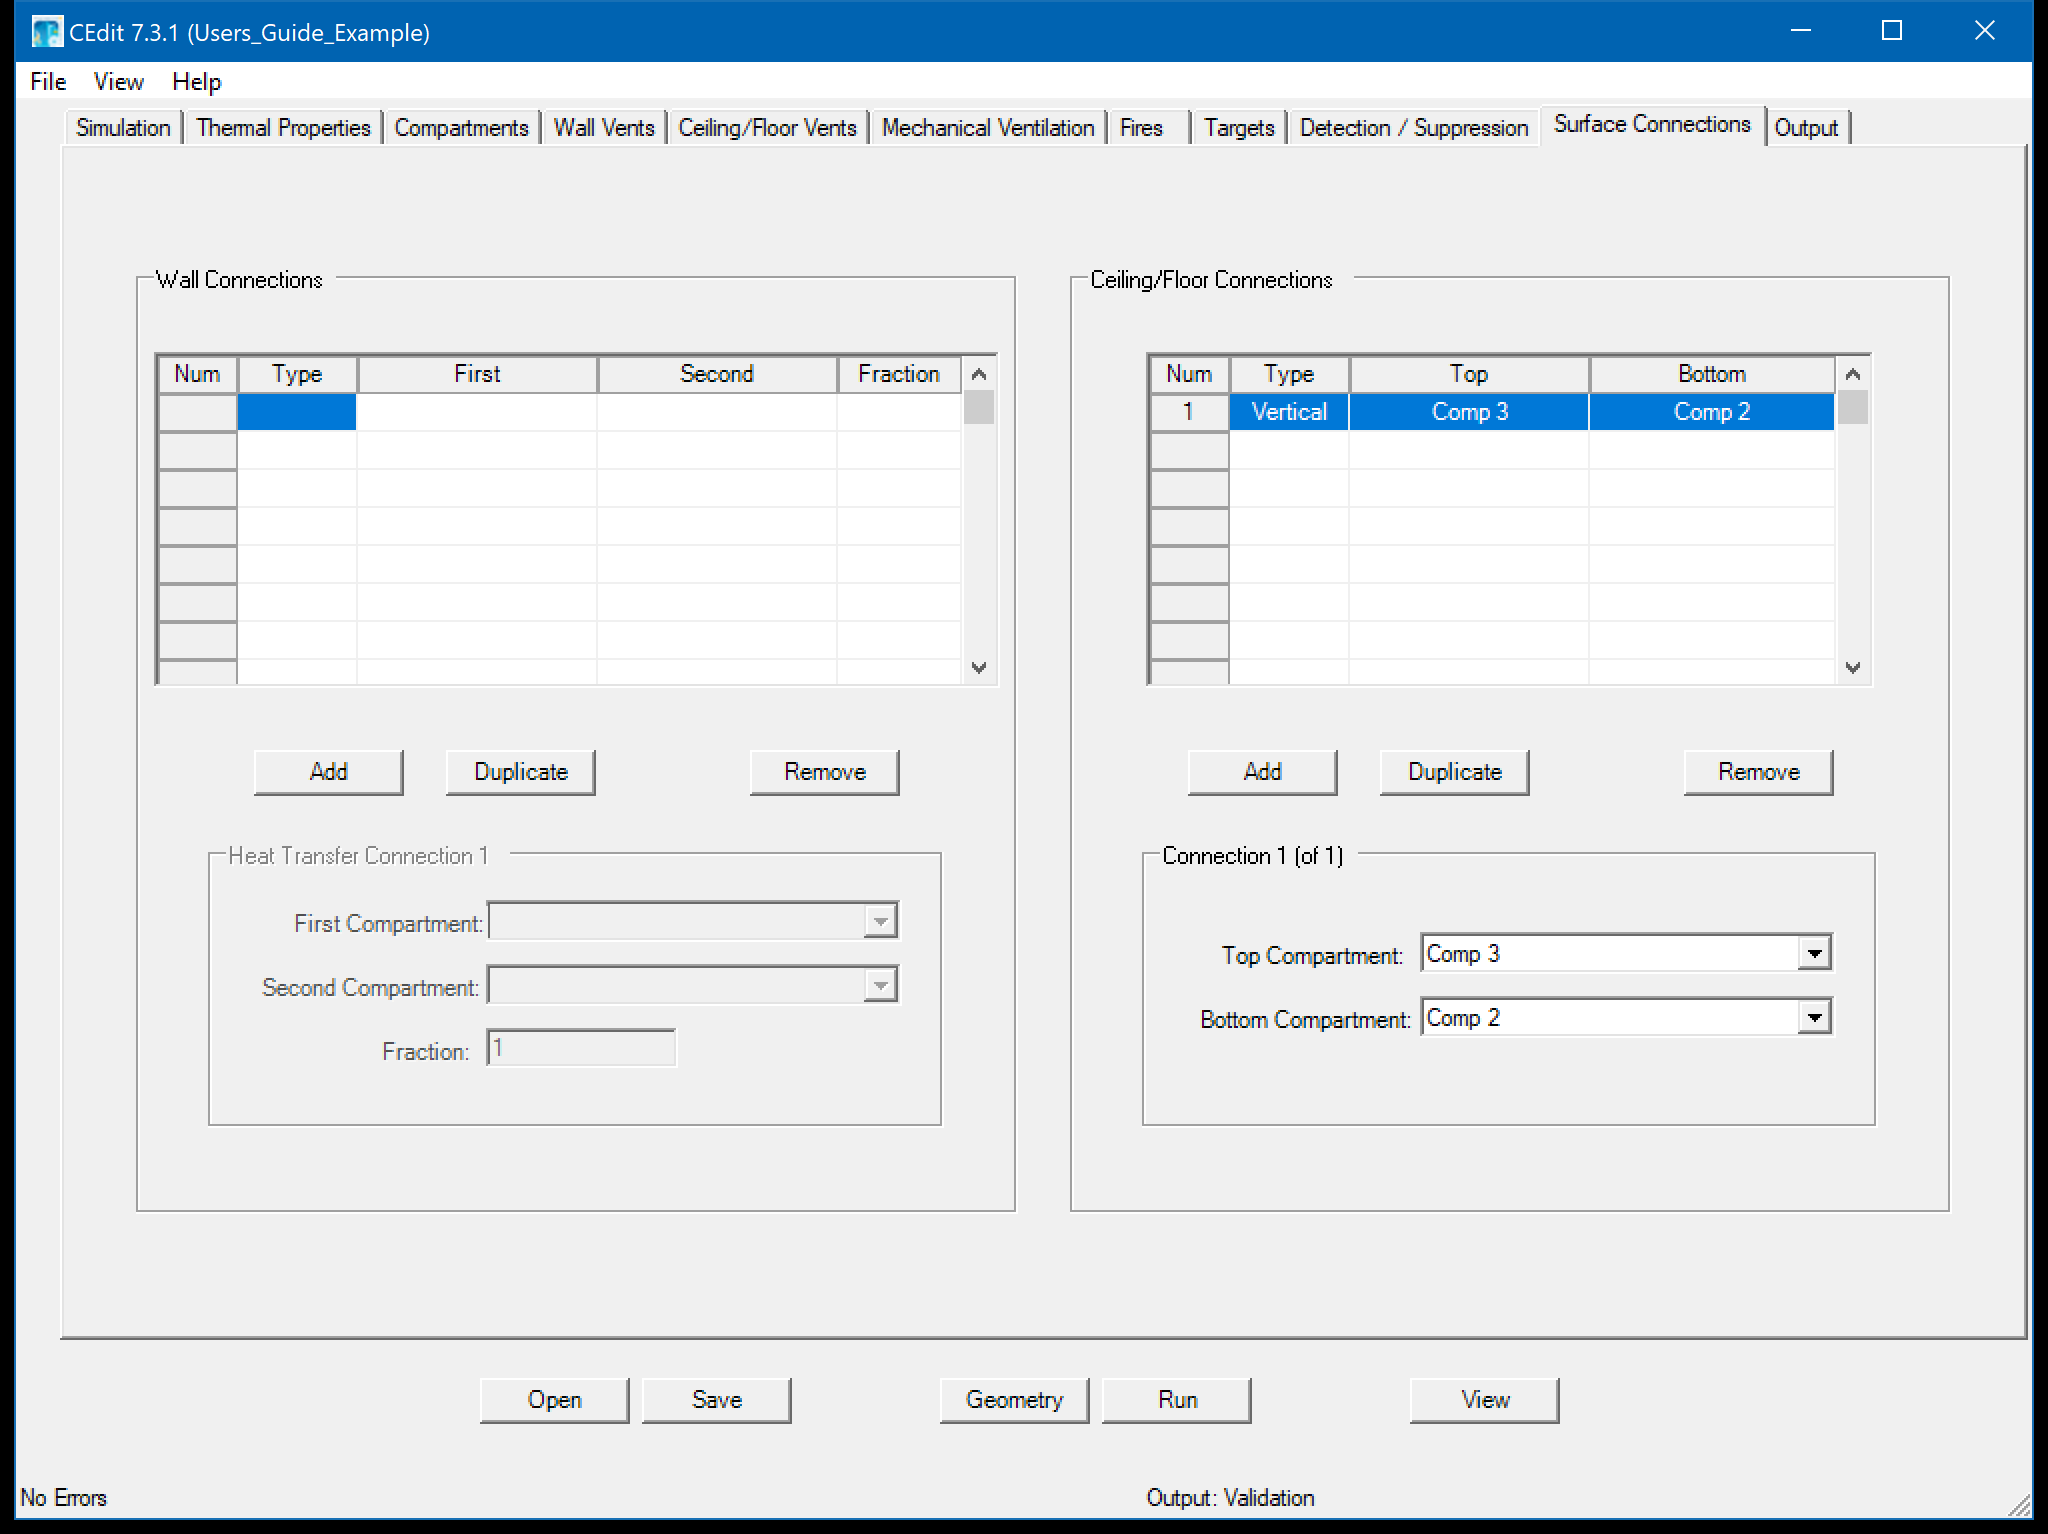 CEdit 7.3.1 (Users_Guide_Example)
File View Help
Simulation Thermal Properties Compartments Wall Vents Ceiling/Floor Vents Mechanical Ventilation Fires Targets Detection / Suppression Surface Connections Output
Wall Connections
Num Type First Second Fraction
Add Duplicate Remove
Heat Transfer Connection 1
First Compartment:
Second Compartment:
Fraction: 1
Ceiling/Floor Connections
Num Type Top Bottom
1 Vertical Comp 3 Comp 2
Add Duplicate Remove
Connection 1 (of 1)
Top Compartment: Comp 3
Bottom Compartment: Comp 2
Open Save Geometry Run View
No Errors Output: Validation